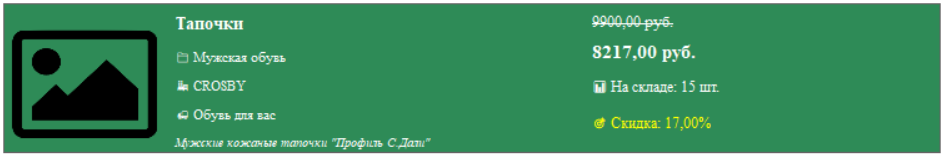 Тапочки
Мужская обувь
CROSBY
Обувь для вас
Мужские кожаные тапочки "Профиль С.Дали"
9900,00 руб.
8217,00 руб.
На складе: 15 шт.
Скидка: 17,00%